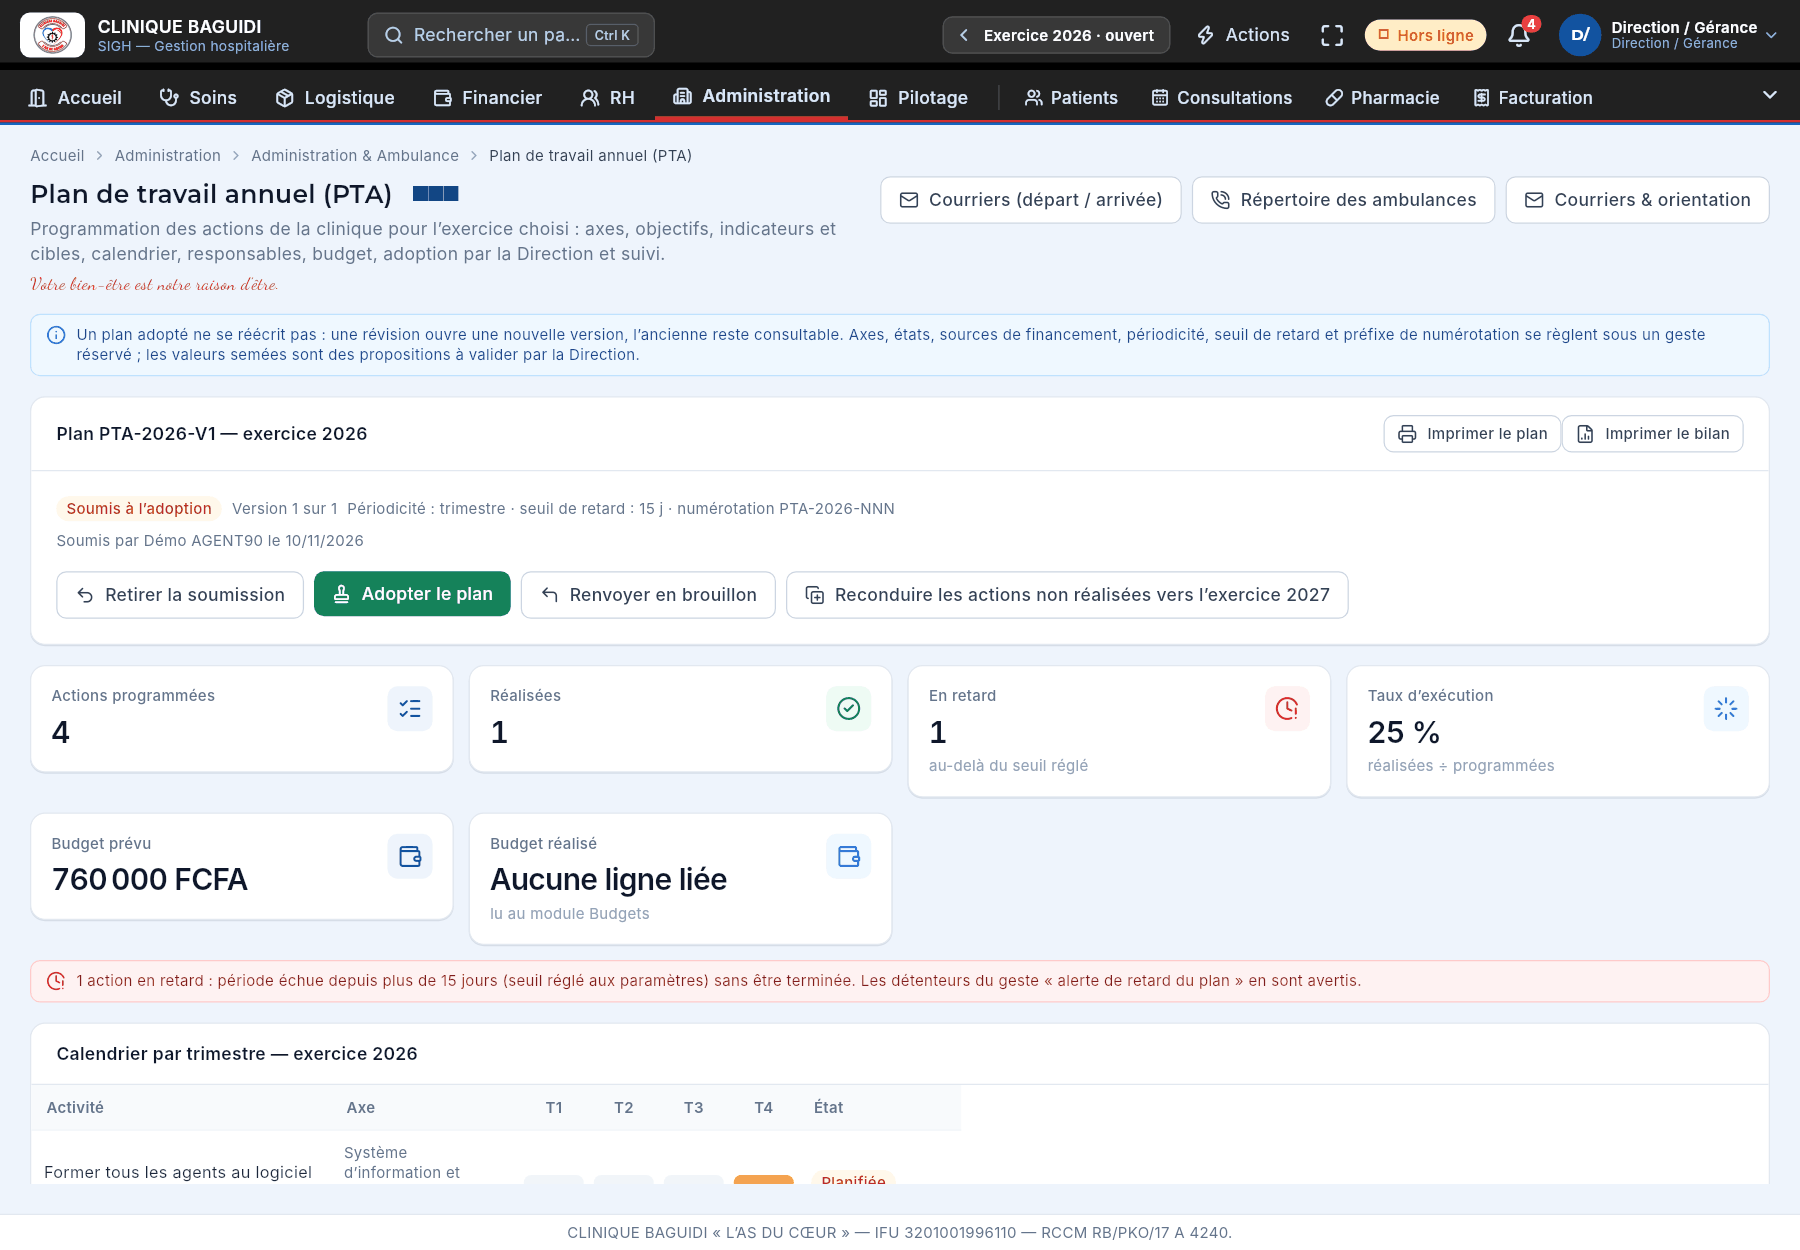 CLINIQUE BAGUIDI
SIGH — Gestion hospitalière
Rechercher un pa...
Ctrl K
Exercice 2026 · ouvert
Actions
Hors ligne
4
D/
Direction / Gérance
Direction / Gérance
Accueil
Soins
Logistique
Financier
RH
Administration
Pilotage
Patients
Consultations
Pharmacie
Facturation
Accueil > Administration > Administration & Ambulance > Plan de travail annuel (PTA)
Plan de travail annuel (PTA)
Programmation des actions de la clinique pour l’exercice choisi : axes, objectifs, indicateurs et
cibles, calendrier, responsables, budget, adoption par la Direction et suivi.
Votre bien-être est notre raison d’être.
Courriers (départ / arrivée)
Répertoire des ambulances
Courriers & orientation
Un plan adopté ne se réécrit pas : une révision ouvre une nouvelle version, l’ancienne reste consultable. Axes, états, sources de financement, périodicité, seuil de retard et préfixe de numérotation se règlent sous un geste
réservé ; les valeurs semées sont des propositions à valider par la Direction.
Plan PTA-2026-V1 — exercice 2026
Imprimer le plan
Imprimer le bilan
Soumis à l’adoption
Version 1 sur 1 Périodicité : trimestre · seuil de retard : 15 j · numérotation PTA-2026-NNN
Soumis par Démo AGENT90 le 10/11/2026
Retirer la soumission
Adopter le plan
Renvoyer en brouillon
Reconduire les actions non réalisées vers l’exercice 2027
Actions programmées
4
Réalisées
1
En retard
1
au-delà du seuil réglé
Taux d’exécution
25 %
réalisées ÷ programmées
Budget prévu
760 000 FCFA
Budget réalisé
Aucune ligne liée
lu au module Budgets
1 action en retard : période échue depuis plus de 15 jours (seuil réglé aux paramètres) sans être terminée. Les détenteurs du geste « alerte de retard du plan » en sont avertis.
Calendrier par trimestre — exercice 2026
Activité
Axe
T1
T2
T3
T4
État
Former tous les agents au logiciel
Système
d’information et
Planifiée
CLINIQUE BAGUIDI « L’AS DU CŒUR » — IFU 3201001996110 — RCCM RB/PKO/17 A 4240.